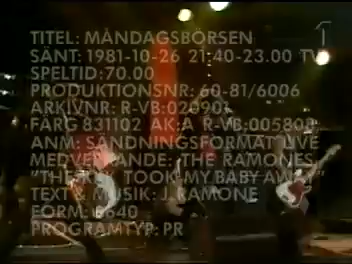 TITEL: MÅNDAGSBÖRSEN
SÄNT: 1981-10-26 21:40-23.00 TV
SPELTID:70.00
PRODUKTIONSNR: 60-81/6006
ARKIVNR: R-VB:020901
FÄRG 831102 AK:A R-VB:005808
ANM: SÄNDNINGSFORMAT LIVE
MEDVERKANDE: THE RAMONES
"THE KKK TOOK MY BABY AWAY"
TEXT & MUSIK: J. RAMONE
FORM: B640
PROGRAMTYP: PR
1